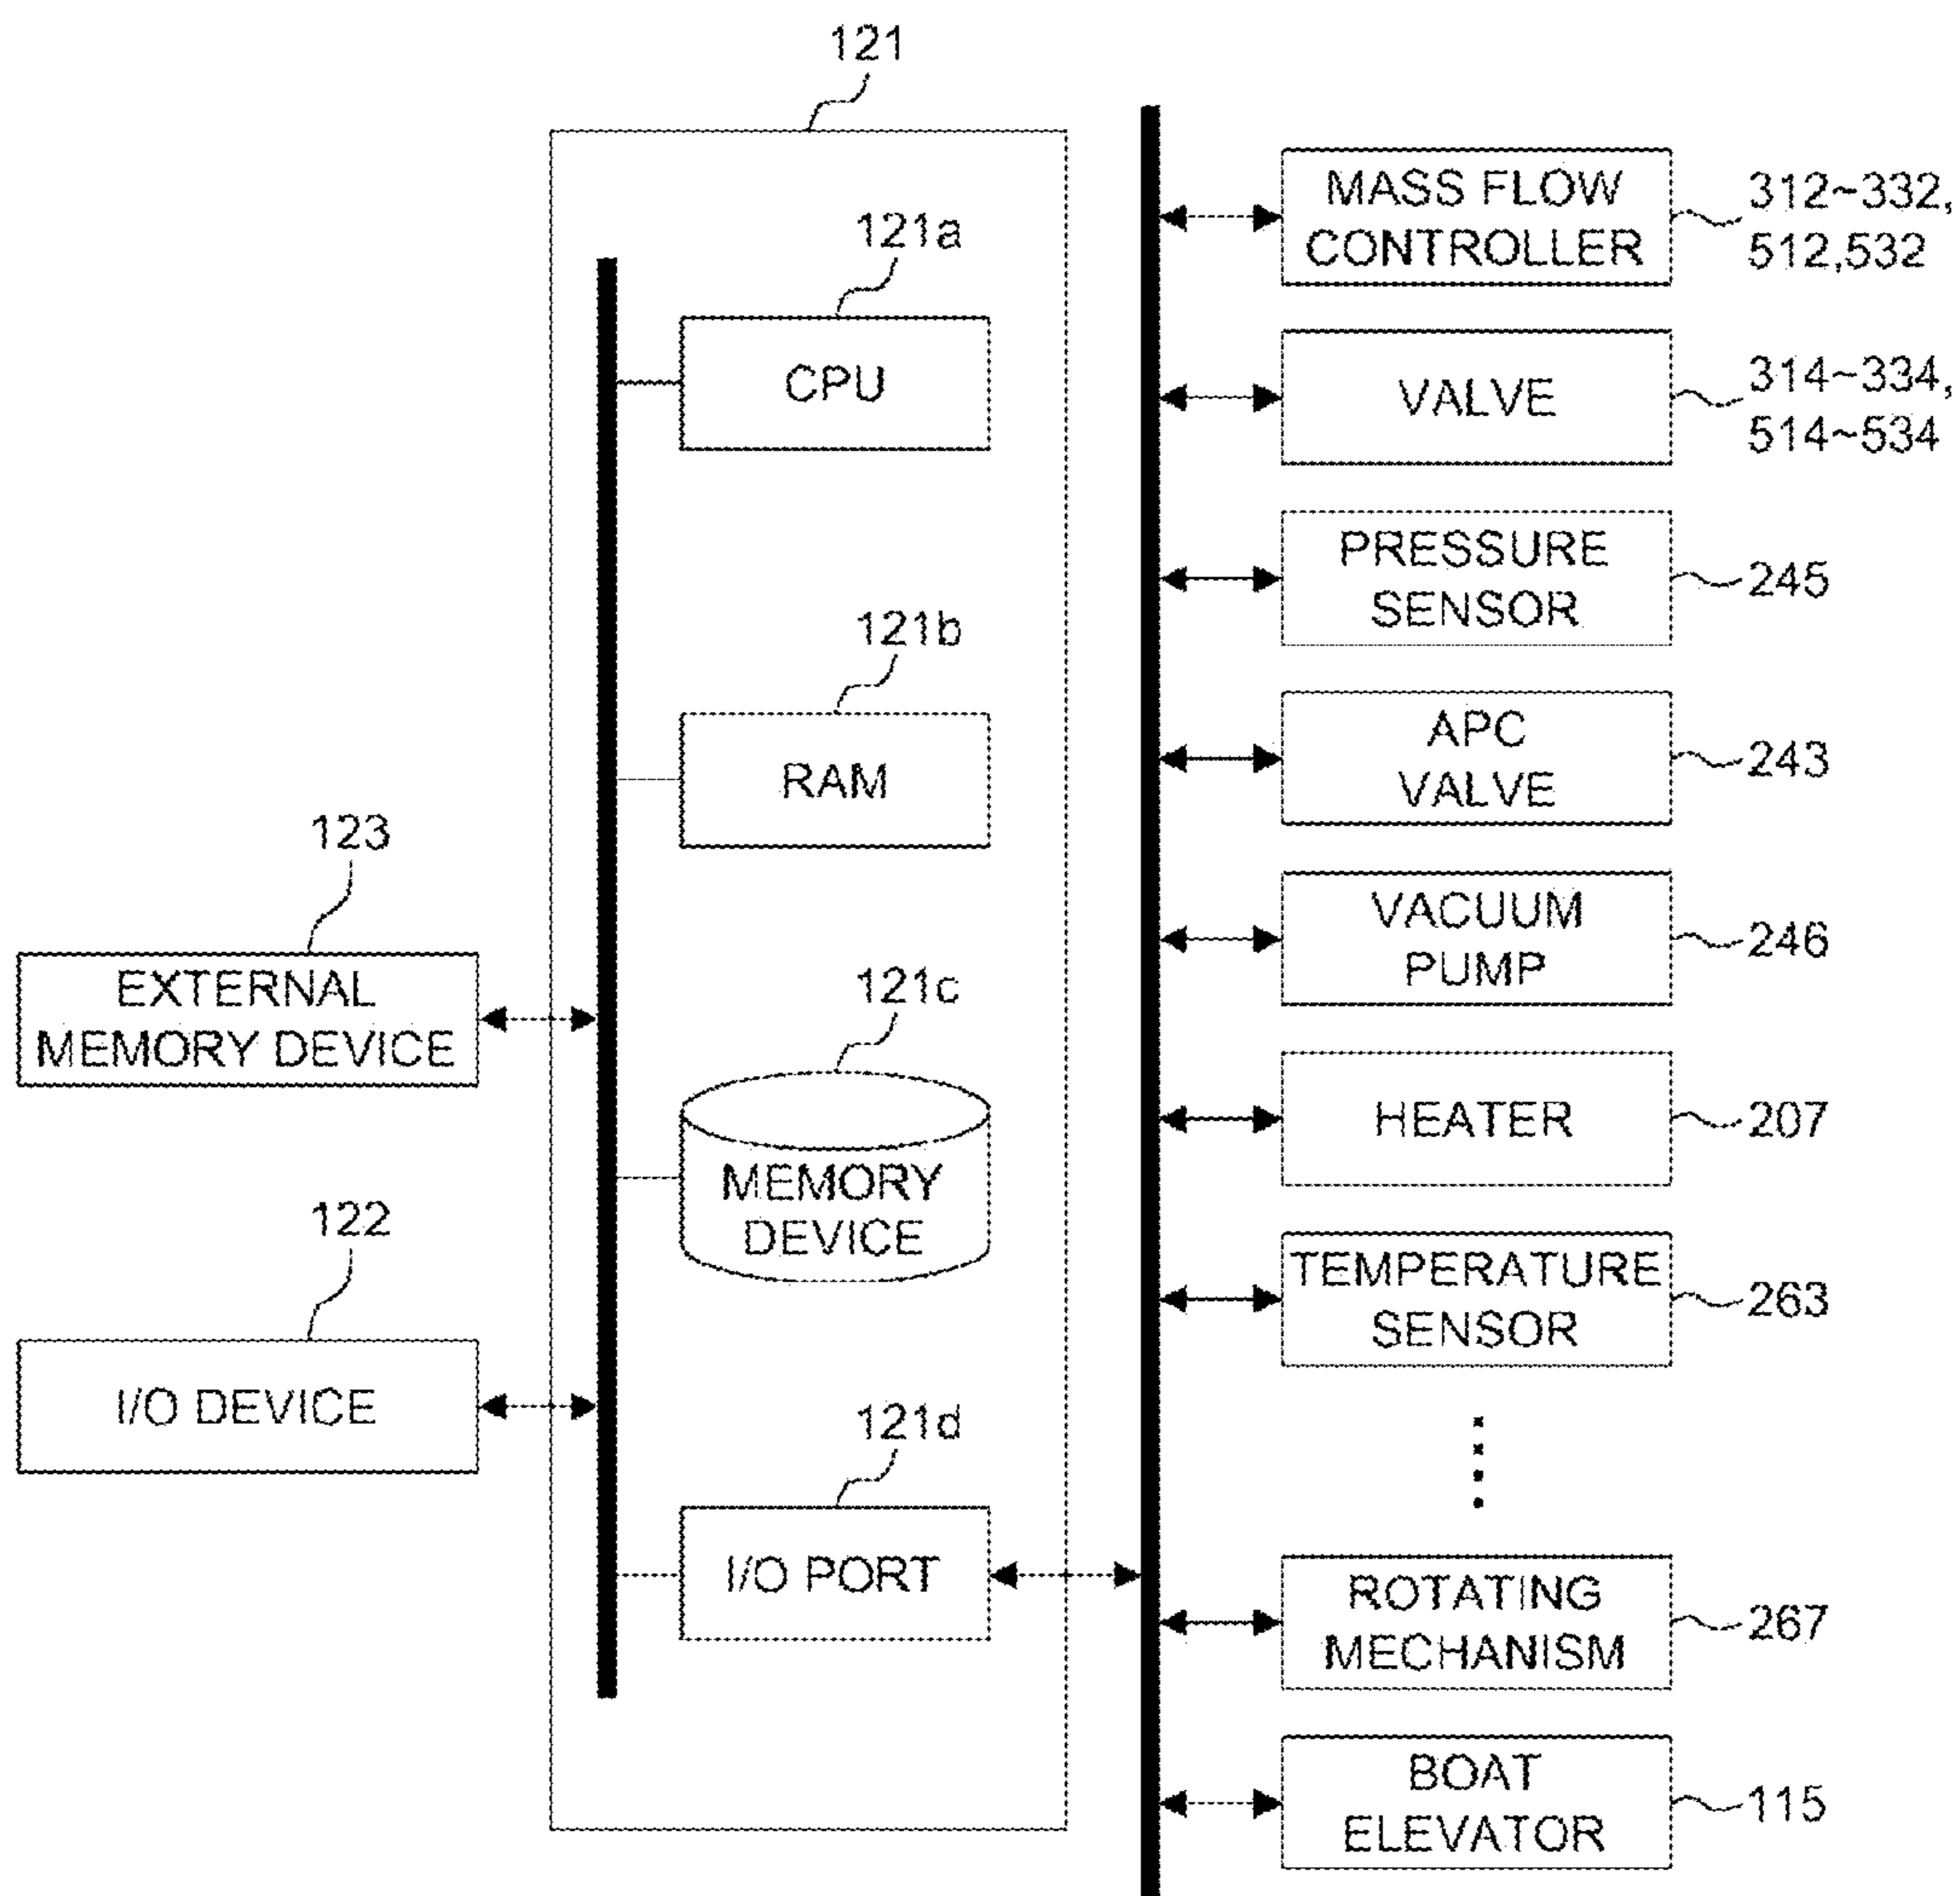 121
121a
CPU
121b
RAM
121c
MEMORY
DEVICE
121d
I/O PORT
123
EXTERNAL
MEMORY DEVICE
122
I/O DEVICE
MASS FLOW
CONTROLLER
312~332,
512,532
VALVE
314~334,
514~534
PRESSURE
SENSOR
245
APC
VALVE
243
VACUUM
PUMP
246
HEATER
207
TEMPERATURE
SENSOR
263
ROTATING
MECHANISM
267
BOAT
ELEVATOR
115